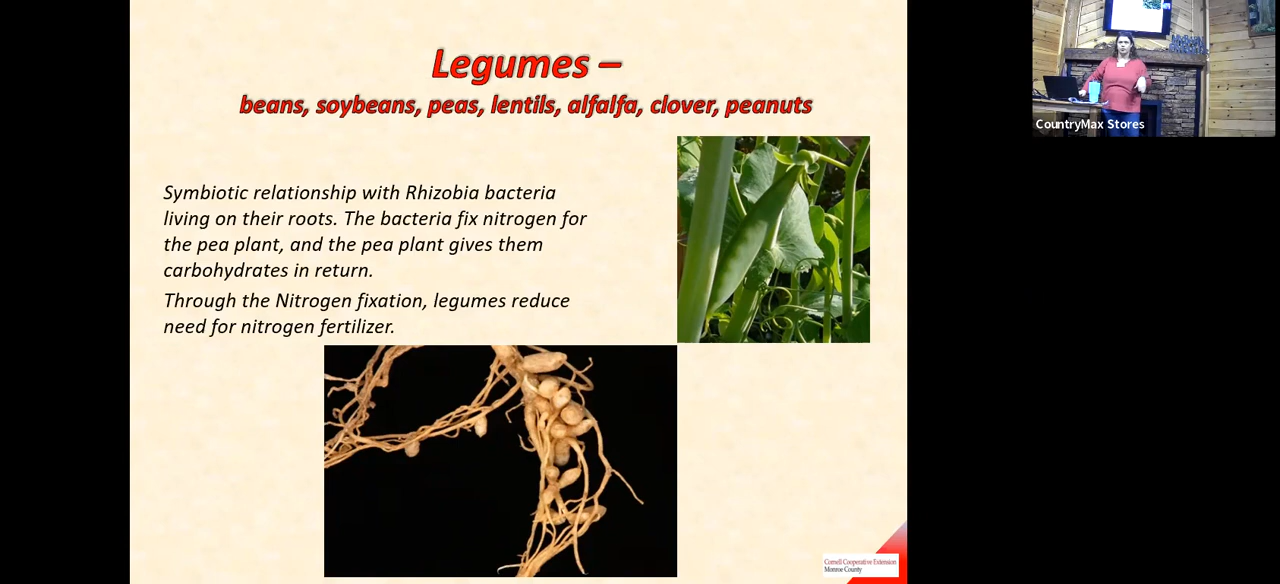 Legumes –
beans, soybeans, peas, lentils, alfalfa, clover, peanuts
Symbiotic relationship with Rhizobia bacteria
living on their roots. The bacteria fix nitrogen for
the pea plant, and the pea plant gives them
carbohydrates in return.
Through the Nitrogen fixation, legumes reduce
need for nitrogen fertilizer.
CountryMax Stores
Cornell Cooperative Extension
Monroe County